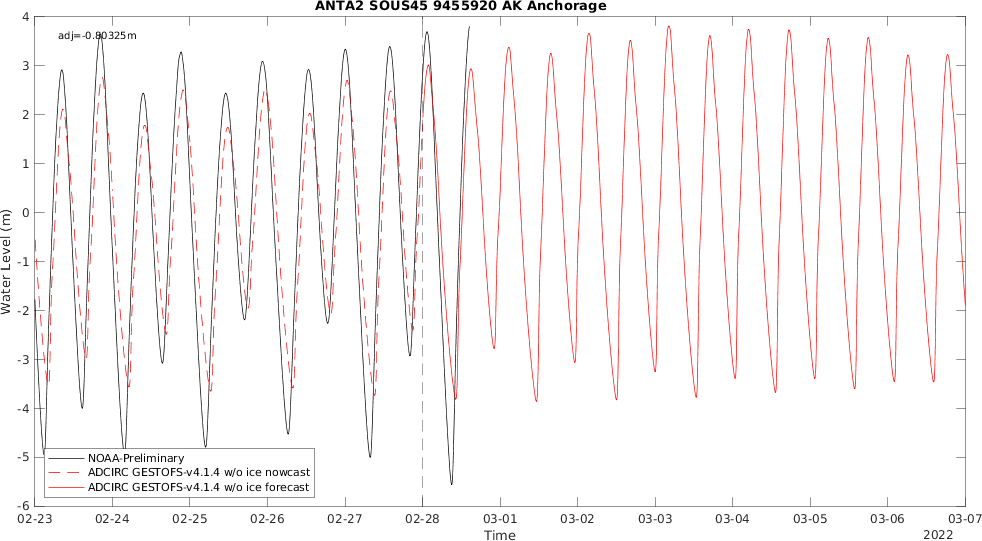 ANTA2 SOUS45 9455920 AK Anchorage
adj=-0.80325m
4
3
2
1
0
-1
-2
-3
-4
-5
-6
Water Level (m)
NOAA-Preliminary
ADCIRC GESTOFS-v4.1.4 w/o ice nowcast
ADCIRC GESTOFS-v4.1.4 w/o ice forecast
02-23 02-24 02-25 02-26 02-27 02-28 03-01 03-02 03-03 03-04 03-05 03-06 03-07
Time
2022